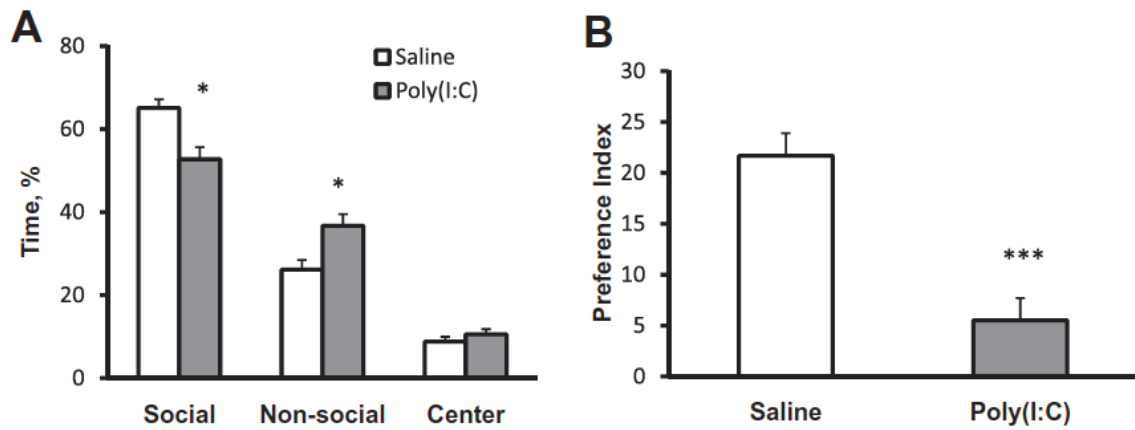 A
80
60
40
20
0
Time, %
Saline
Poly(I:C)
*
*
Social Non-social Center
B
30
25
20
15
10
5
0
Preference Index
***
Saline Poly(I:C)